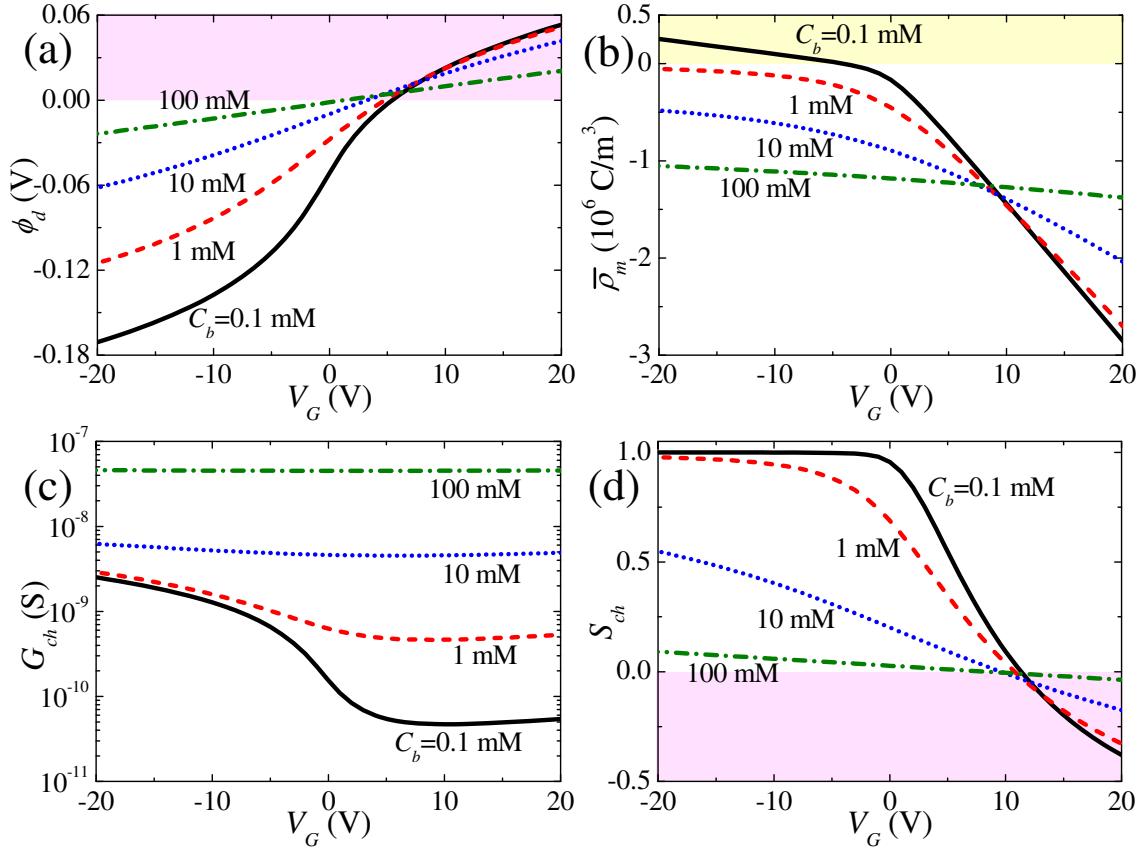 (a)
0.06
0.00
-0.06
-0.12
-0.18
ϕ_d (V)
100 mM
10 mM
1 mM
C_b=0.1 mM
-20 -10 0 10 20
V_G (V)
(b)
0.5
0
-1
-2
-3
ρ̅_m (10^6 C/m^3)
C_b=0.1 mM
1 mM
10 mM
100 mM
-20 -10 0 10 20
V_G (V)
(c)
10^-7
10^-8
10^-9
10^-10
10^-11
G_ch (S)
100 mM
10 mM
1 mM
C_b=0.1 mM
-20 -10 0 10 20
V_G (V)
(d)
1.0
0.5
0.0
-0.5
S_ch
C_b=0.1 mM
1 mM
10 mM
100 mM
-20 -10 0 10 20
V_G (V)